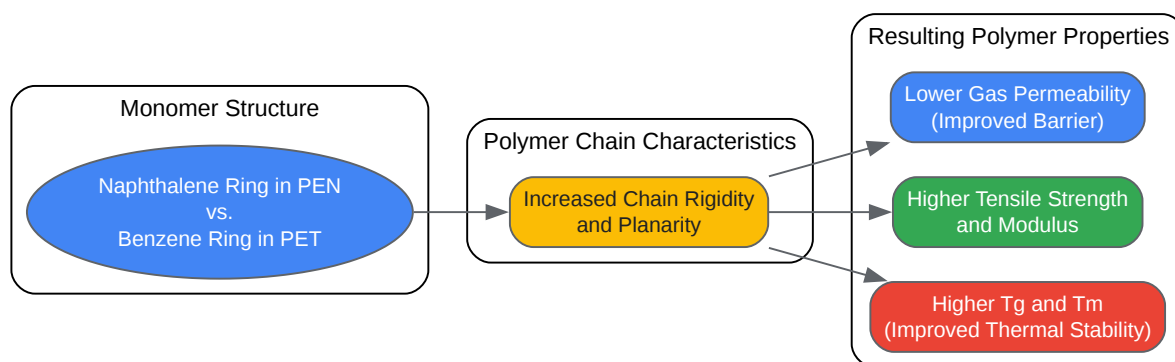 Monomer Structure
Naphthalene Ring in PEN
vs.
Benzene Ring in PET
Polymer Chain Characteristics
Increased Chain Rigidity
and Planarity
Resulting Polymer Properties
Lower Gas Permeability
(Improved Barrier)
Higher Tensile Strength
and Modulus
Higher Tg and Tm
(Improved Thermal Stability)